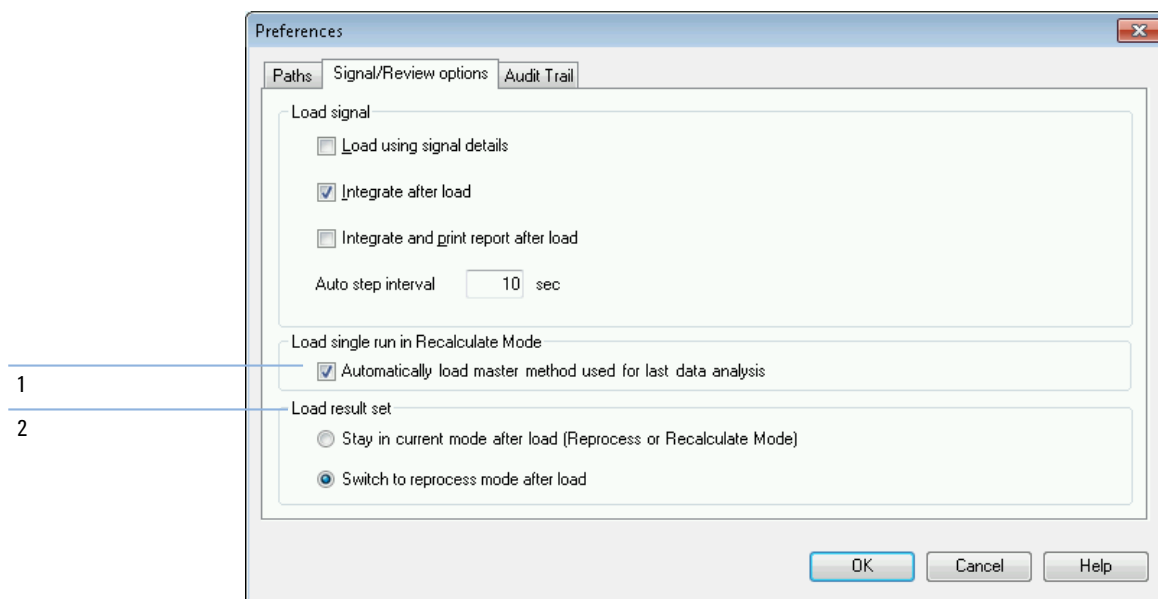 Preferences
Paths
Signal/Review options
Audit Trail
Load signal
Load using signal details
Integrate after load
Integrate and print report after load
Auto step interval 10 sec
Load single run in Recalculate Mode
Automatically load master method used for last data analysis
1
Load result set
2
Stay in current mode after load (Reprocess or Recalculate Mode)
Switch to reprocess mode after load
OK
Cancel
Help